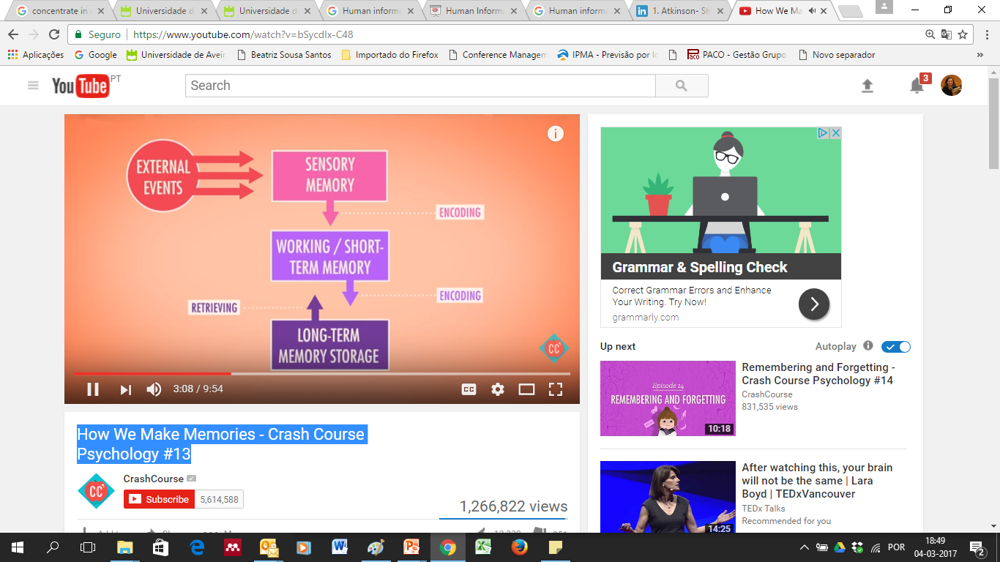 concentrate in
Universidade d
Universidade d
Human informa
Human Informa
Human informa
1. Atkinson- Sh
How We Ma
Seguro
https://www.youtube.com/watch?v=bSycdIx-C48
Aplicações
Google
Universidade de Aveir
Beatriz Sousa Santos
Importado do Firefox
Conference Managem
IPMA - Previsão por lo
PACO - Gestão Grupo
Novo separador
YouTube PT
Search
3
EXTERNAL
EVENTS
SENSORY
MEMORY
ENCODING
WORKING / SHORT-
TERM MEMORY
ENCODING
RETRIEVING
LONG-TERM
MEMORY STORAGE
CC
3:08 / 9:54
CC
How We Make Memories - Crash Course
Psychology #13
CC
CrashCourse
Subscribe 5,614,588
1,266,822 views
Grammar & Spelling Check
Correct Grammar Errors and Enhance
Your Writing. Try Now!
grammarly.com
Up next
Autoplay
Episode 14
REMEMBERING AND FORGETTING
10:18
Remembering and Forgetting -
Crash Course Psychology #14
CrashCourse
831,535 views
14:25
After watching this, your brain
will not be the same | Lara
Boyd | TEDxVancouver
TEDx Talks
Recommended for you
POR
18:49
04-03-2017
2